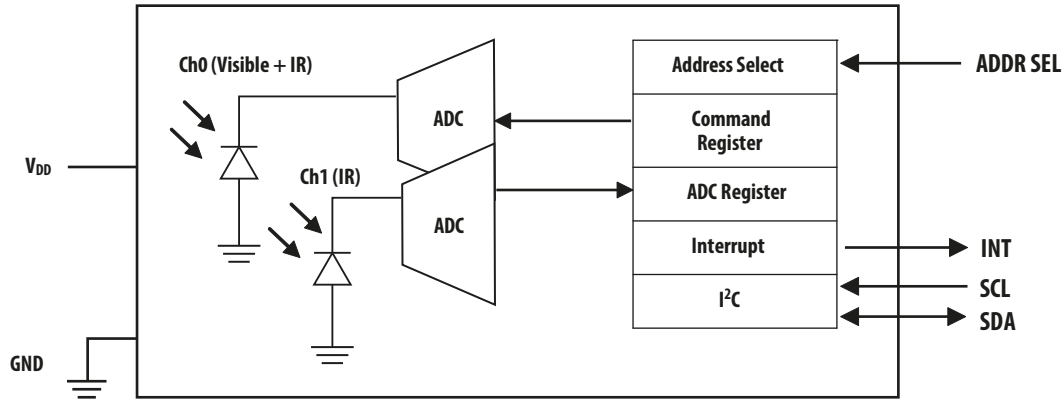 Ch0 (Visible + IR)
Ch1 (IR)
ADC
ADC
Address Select
Command
Register
ADC Register
Interrupt
I²C
V_DD
GND
ADDR SEL
INT
SCL
SDA